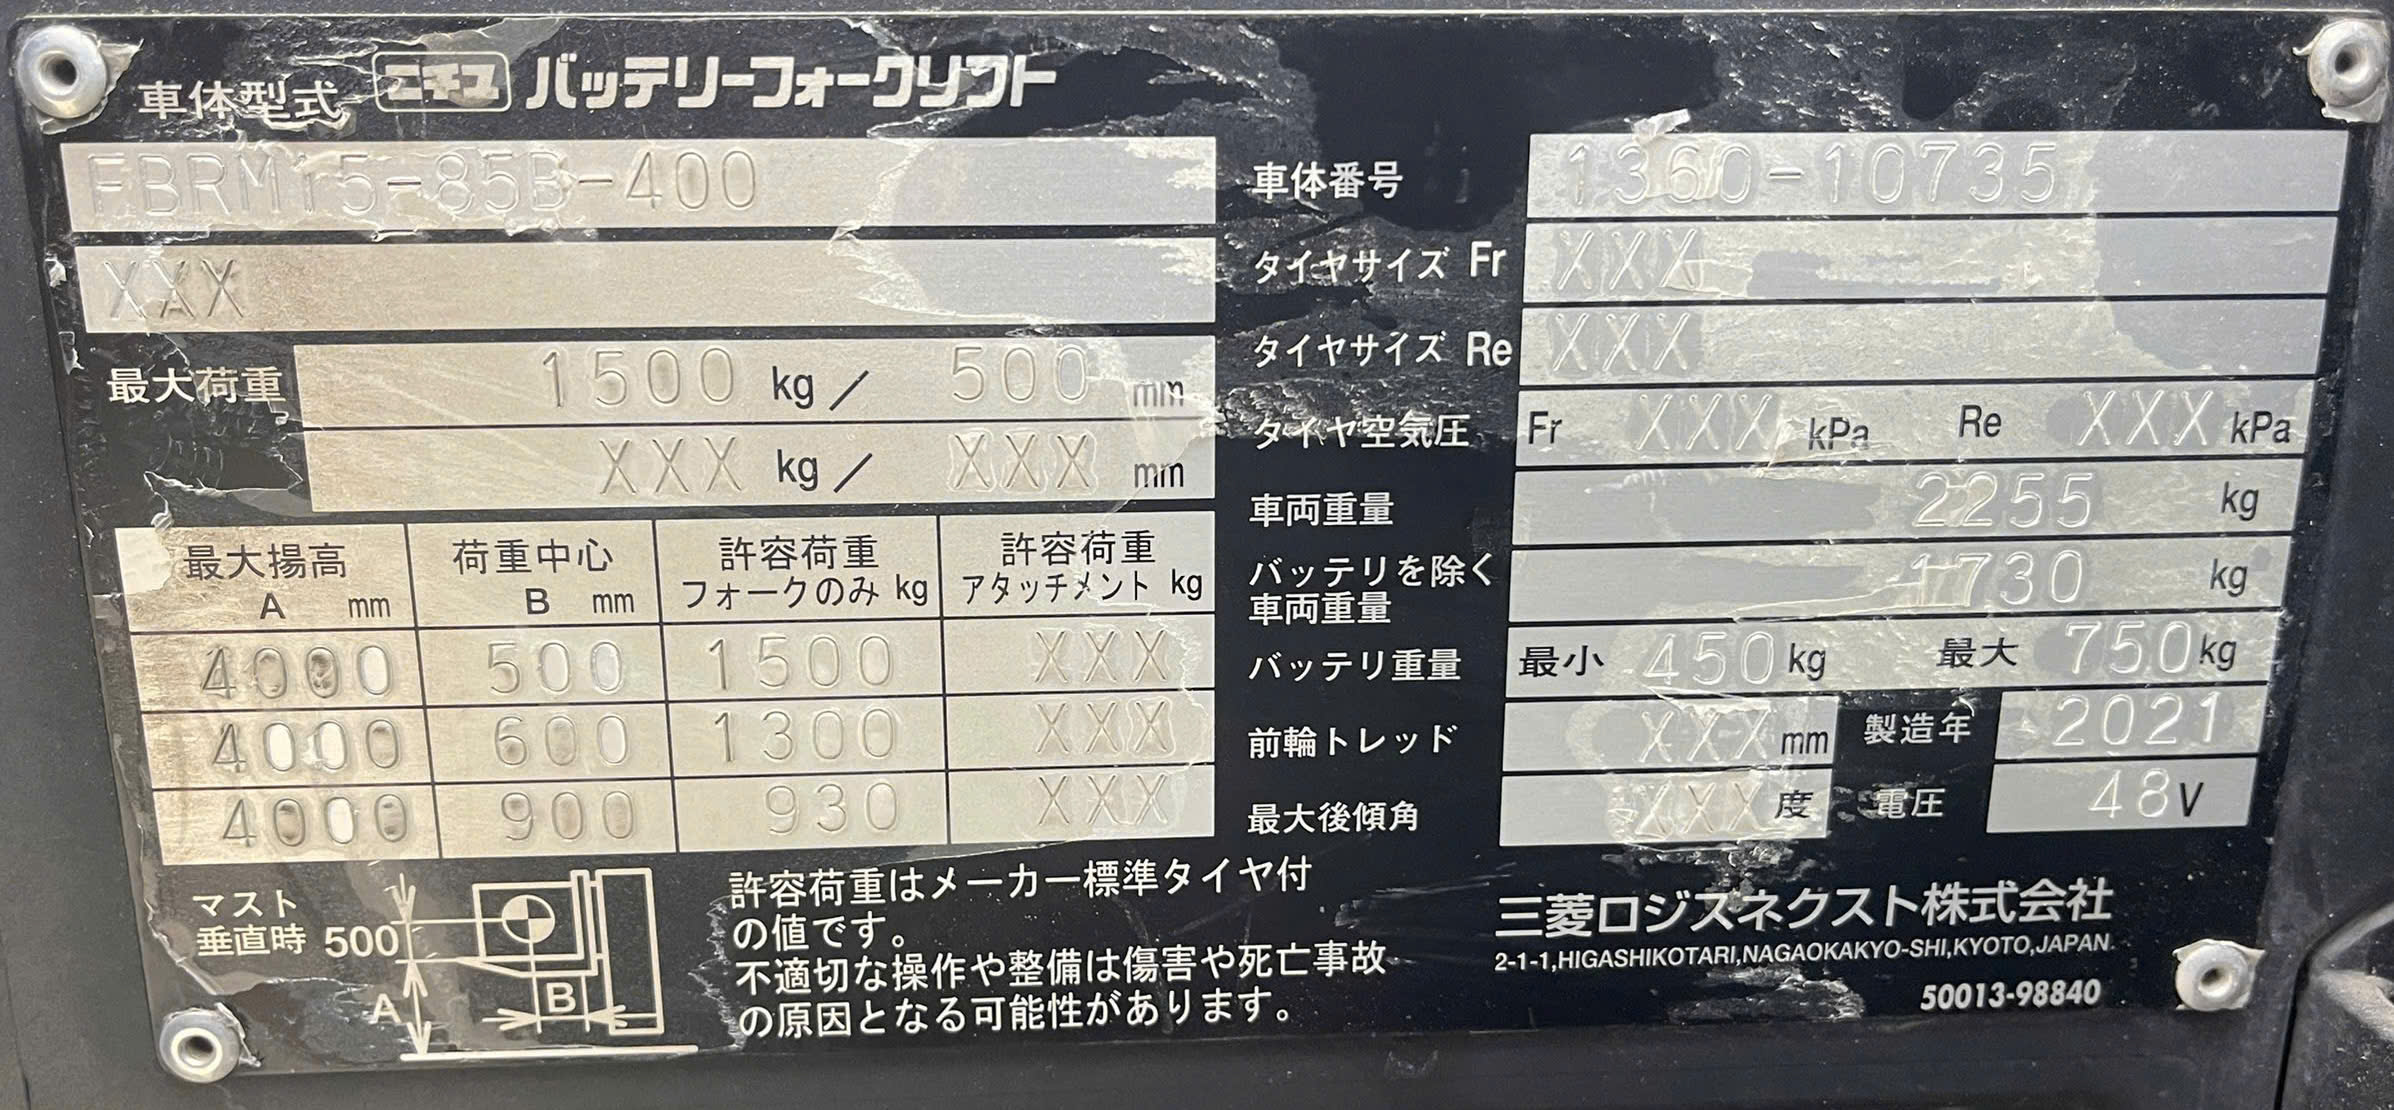 車体型式 ニチユ バッテリーフォークリフト
FBRM15-85B-400
XXX
最大荷重 1500 kg / 500 mm
XXX kg / XXX mm
最大揚高 A mm 荷重中心 B mm 許容荷重 フォークのみ kg 許容荷重 アタッチメント kg
4000 500 1500 XXX
4000 600 1300 XXX
4000 900 930 XXX
マスト
垂直時 500
A
B
許容荷重はメーカー標準タイヤ付
の値です。
不適切な操作や整備は傷害や死亡事故
の原因となる可能性があります。
車体番号 1360-10735
タイヤサイズ Fr XXX
タイヤサイズ Re XXX
タイヤ空気圧 Fr XXX kPa Re XXX kPa
車両重量 2255 kg
バッテリを除く
車両重量 1730 kg
バッテリ重量 最小 450 kg 最大 750 kg
前輪トレッド XXX mm 製造年 2021
最大後傾角 XXX 度 電圧 48 V
三菱ロジスネクスト株式会社
2-1-1,HIGASHIKOTARI,NAGAOKAKYO-SHI,KYOTO,JAPAN.
50013-98840